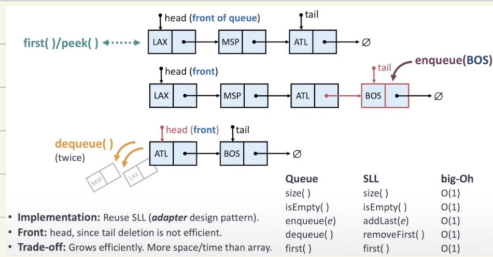 head (front of queue)
tail
first( )/peek( )
LAX
MSP
ATL
∅
head (front)
tail
enqueue(BOS)
LAX
MSP
ATL
BOS
∅
dequeue( )
(twice)
head (front)
tail
ATL
BOS
∅
MSP
LAX
Queue SLL big-Oh
size( ) size( ) O(1)
isEmpty( ) isEmpty( ) O(1)
enqueue(e) addLast(e) O(1)
dequeue( ) removeFirst( ) O(1)
first( ) first( ) O(1)
• Implementation: Reuse SLL (adapter design pattern).
• Front: head, since tail deletion is not efficient.
• Trade-off: Grows efficiently. More space/time than array.